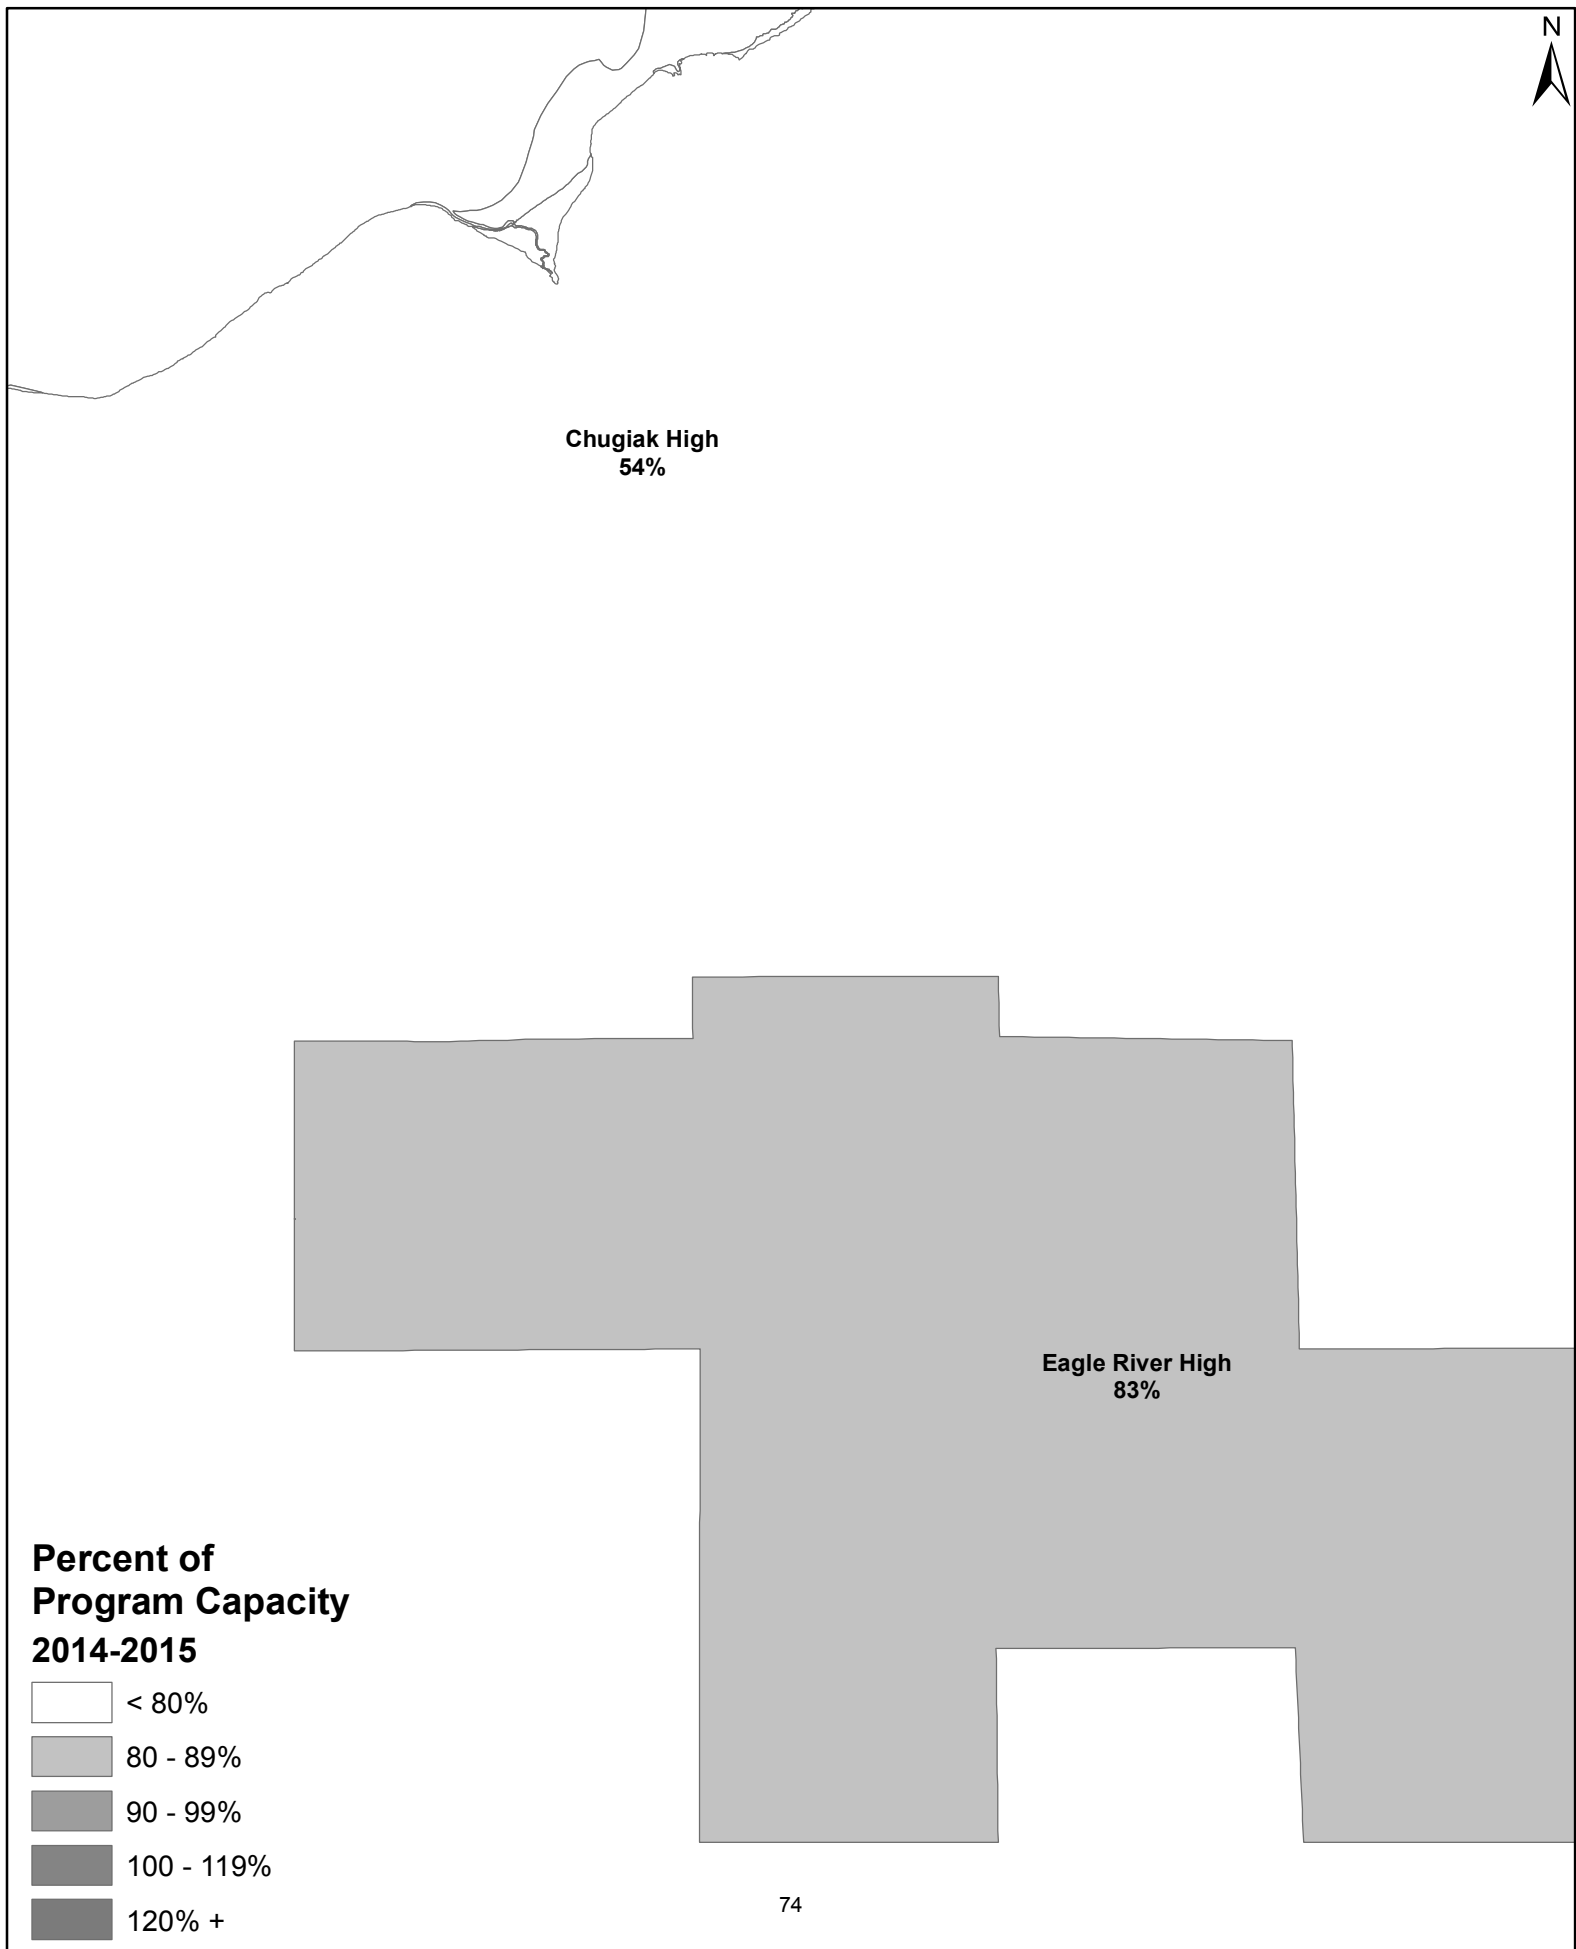 N
Chugiak High
54%
Eagle River High
83%
Percent of
Program Capacity
2014-2015
< 80%
80 - 89%
90 - 99%
100 - 119%
120% +
74